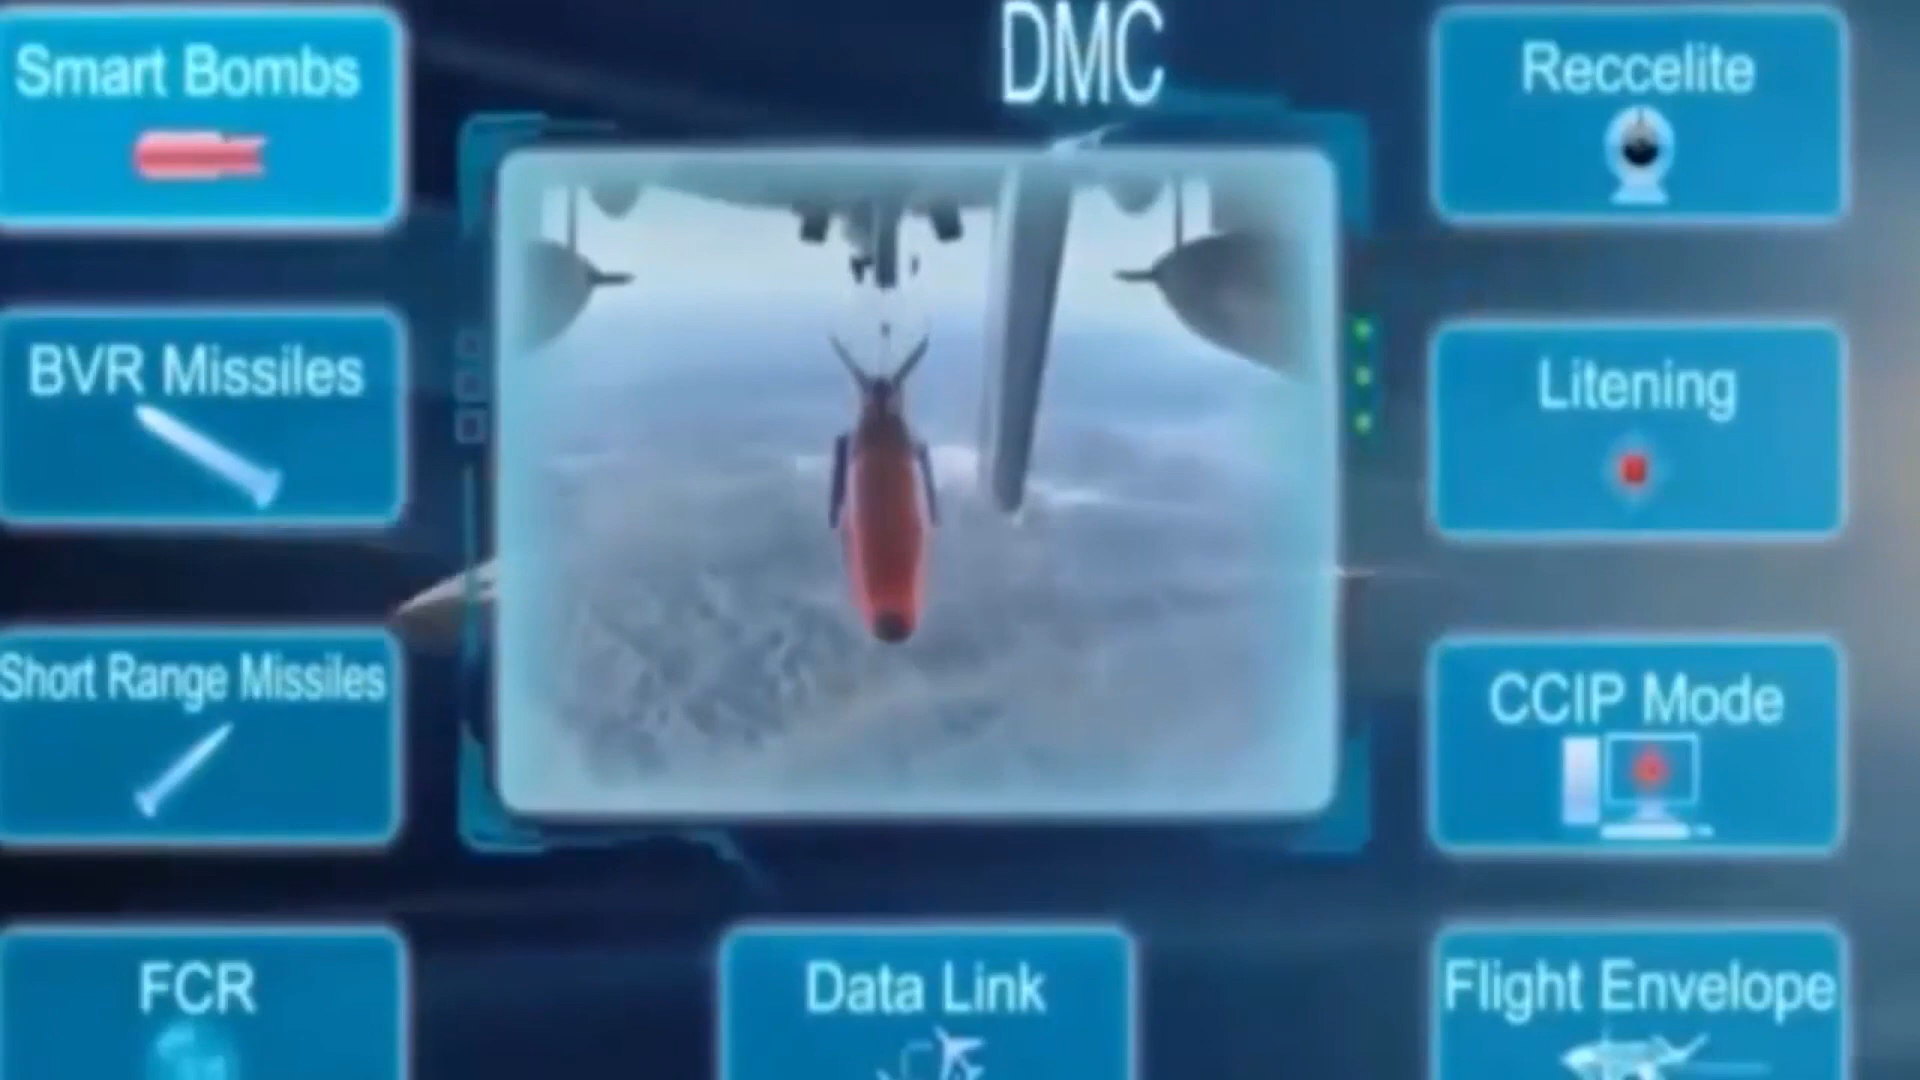 DMC
Smart Bombs
Reccelite
BVR Missiles
Litening
Short Range Missiles
CCIP Mode
FCR
Data Link
Flight Envelope